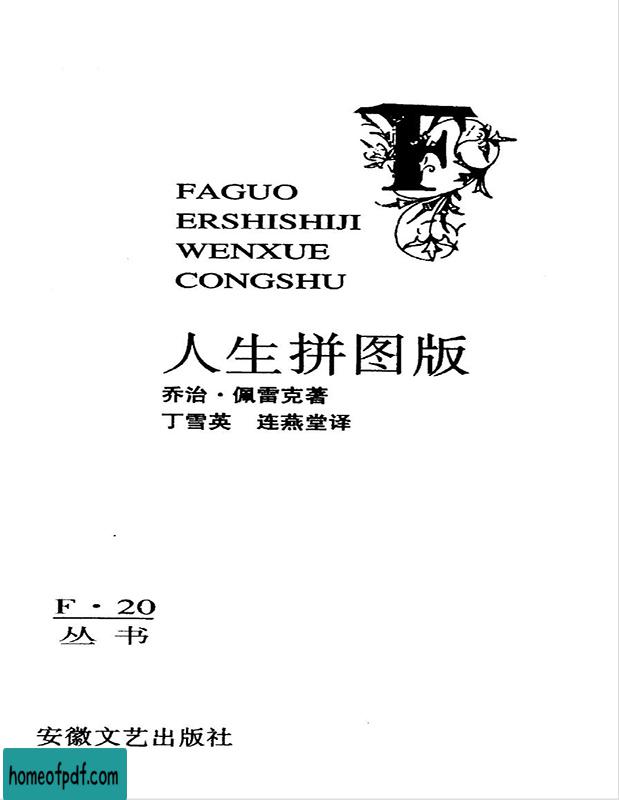 F
FAGUO
ERSHISHIJI
WENXUE
CONGSHU
人生拼图版
乔治·佩雷克著
丁雪英 连燕堂译
F·20
丛书
安徽文艺出版社
homeofpdf.com